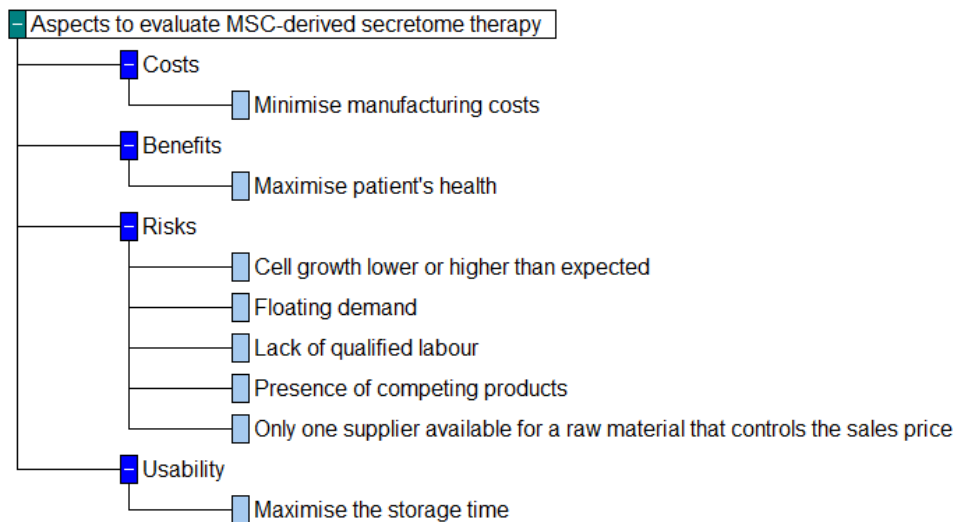 Aspects to evaluate MSC-derived secretome therapy
Costs
Minimise manufacturing costs
Benefits
Maximise patient's health
Risks
Cell growth lower or higher than expected
Floating demand
Lack of qualified labour
Presence of competing products
Only one supplier available for a raw material that controls the sales price
Usability
Maximise the storage time